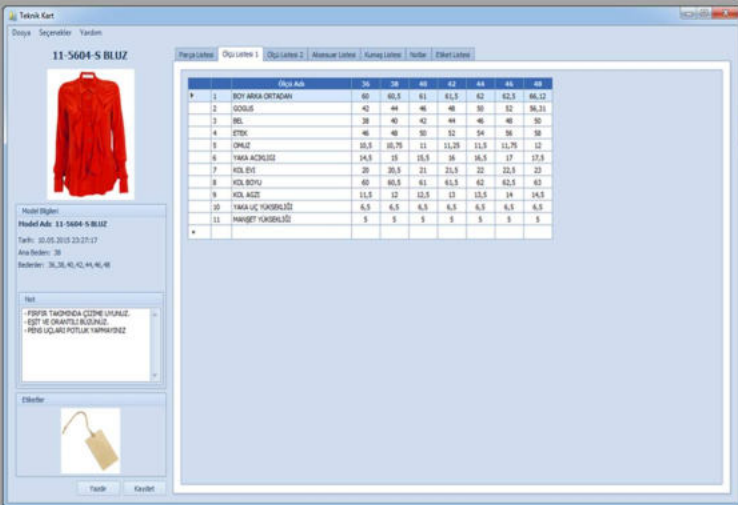 Teknik Kart
Dosya Seçenekler Yardım
11-5604-S BLUZ
Parça Listesi Ölçü Listesi 1 Ölçü Listesi 2 Aksesuar Listesi Kumaş Listesi Notlar Etiket Listesi
Ölçü Adı 36 38 40 42 44 46 48
1 BOY ARKA ORTADAN 60 60,5 61 61,5 62 62,5 66,12
2 GOGUS 42 44 46 48 50 52 56,31
3 BEL 38 40 42 44 46 48 50
4 ETEK 46 48 50 52 54 56 58
5 OMUZ 10,5 10,75 11 11,25 11,5 11,75 12
6 YAKA ACIKLIGI 14,5 15 15,5 16 16,5 17 17,5
7 KOL EVI 20 20,5 21 21,5 22 22,5 23
8 KOL BOYU 60 60,5 61 61,5 62 62,5 63
9 KOL AGZI 11,5 12 12,5 13 13,5 14 14,5
10 YAKA UÇ YÜKSEKLİĞİ 6,5 6,5 6,5 6,5 6,5 6,5 6,5
11 MANŞET YÜKSEKLİĞİ 5 5 5 5 5 5 5
Model Bilgileri
Model Adı: 11-5604-S BLUZ
Tarih: 10.05.2015 23:27:17
Ana Beden: 38
Bedenler: 36,38,40,42,44,46,48
Not
-FIRFIR TAKIMINDA ÇİZİME UYUNUZ.
-EŞİT VE ORANTILI BÜZÜNÜZ.
-PENS UÇLARI POTLUK YAPMAYINIZ
Etiketler
Yazdır Kaydet